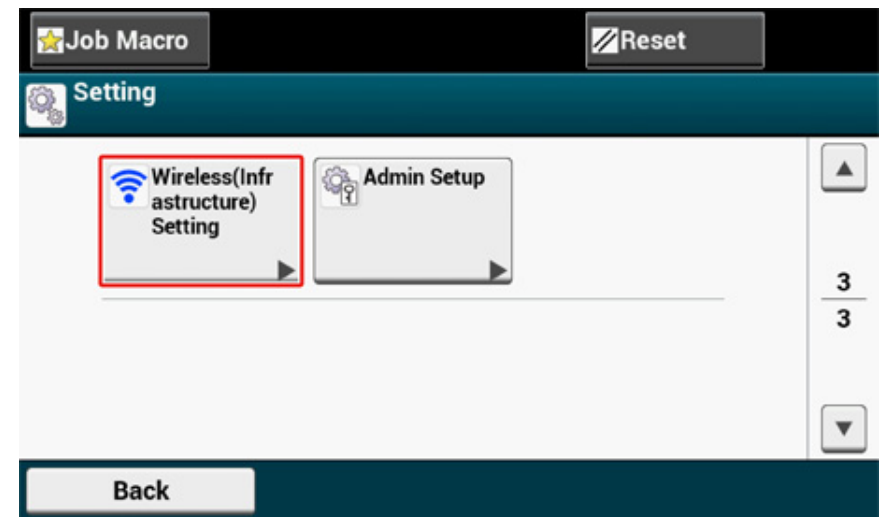 Job Macro
Reset
Setting
Wireless(Infr
astructure)
Setting
Admin Setup
3
3
Back